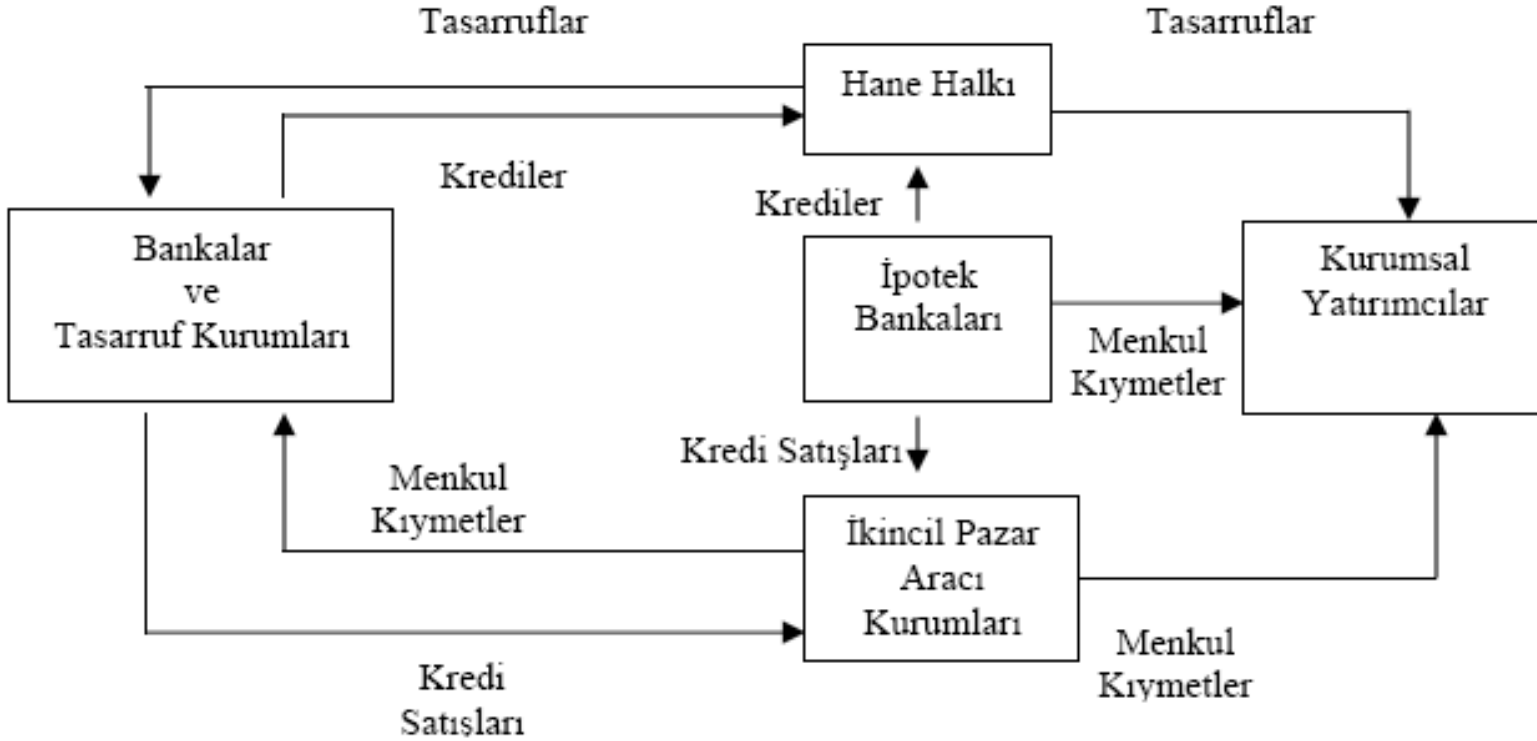 Tasarruflar
Tasarruflar
Hane Halkı
Krediler
Krediler
Bankalar
ve
Tasarruf Kurumları
İpotek
Bankaları
Kurumsal
Yatırımcılar
Menkul
Kıymetler
Kredi Satışları
Menkul
Kıymetler
İkincil Pazar
Aracı
Kurumları
Menkul
Kıymetler
Kredi
Satışları